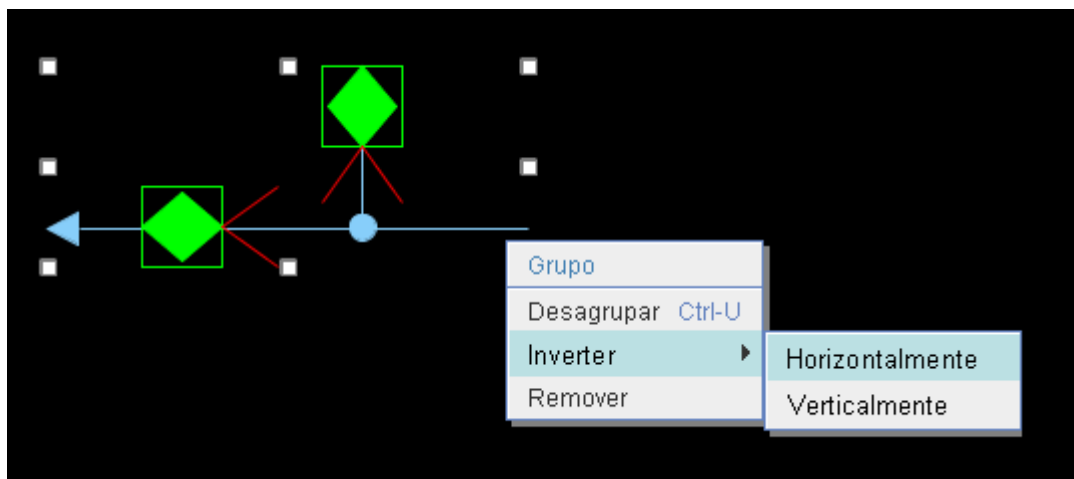 Grupo
Desagrupar Ctrl-U
Inverter
Horizontalmente
Remover
Verticalmente